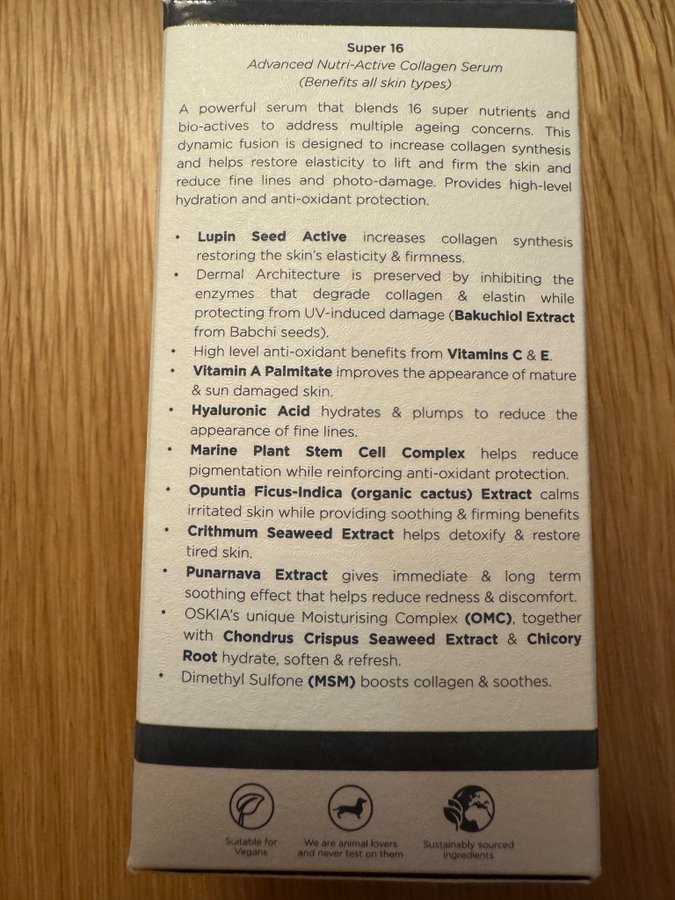 Super 16
Advanced Nutri-Active Collagen Serum
(Benefits all skin types)
A powerful serum that blends 16 super nutrients and
bio-actives to address multiple ageing concerns. This
dynamic fusion is designed to increase collagen synthesis
and helps restore elasticity to lift and firm the skin and
reduce fine lines and photo-damage. Provides high-level
hydration and anti-oxidant protection.
• Lupin Seed Active increases collagen synthesis
restoring the skin's elasticity & firmness.
• Dermal Architecture is preserved by inhibiting the
enzymes that degrade collagen & elastin while
protecting from UV-induced damage (Bakuchiol Extract
from Babchi seeds).
• High level anti-oxidant benefits from Vitamins C & E.
• Vitamin A Palmitate improves the appearance of mature
& sun damaged skin.
• Hyaluronic Acid hydrates & plumps to reduce the
appearance of fine lines.
• Marine Plant Stem Cell Complex helps reduce
pigmentation while reinforcing anti-oxidant protection.
• Opuntia Ficus-Indica (organic cactus) Extract calms
irritated skin while providing soothing & firming benefits
• Crithmum Seaweed Extract helps detoxify & restore
tired skin.
• Punarnava Extract gives immediate & long term
soothing effect that helps reduce redness & discomfort.
• OSKiA's unique Moisturising Complex (OMC), together
with Chondrus Crispus Seaweed Extract & Chicory
Root hydrate, soften & refresh.
• Dimethyl Sulfone (MSM) boosts collagen & soothes.
Suitable for
Vegans
We are animal lovers
and never test on them
Sustainably sourced
ingredients